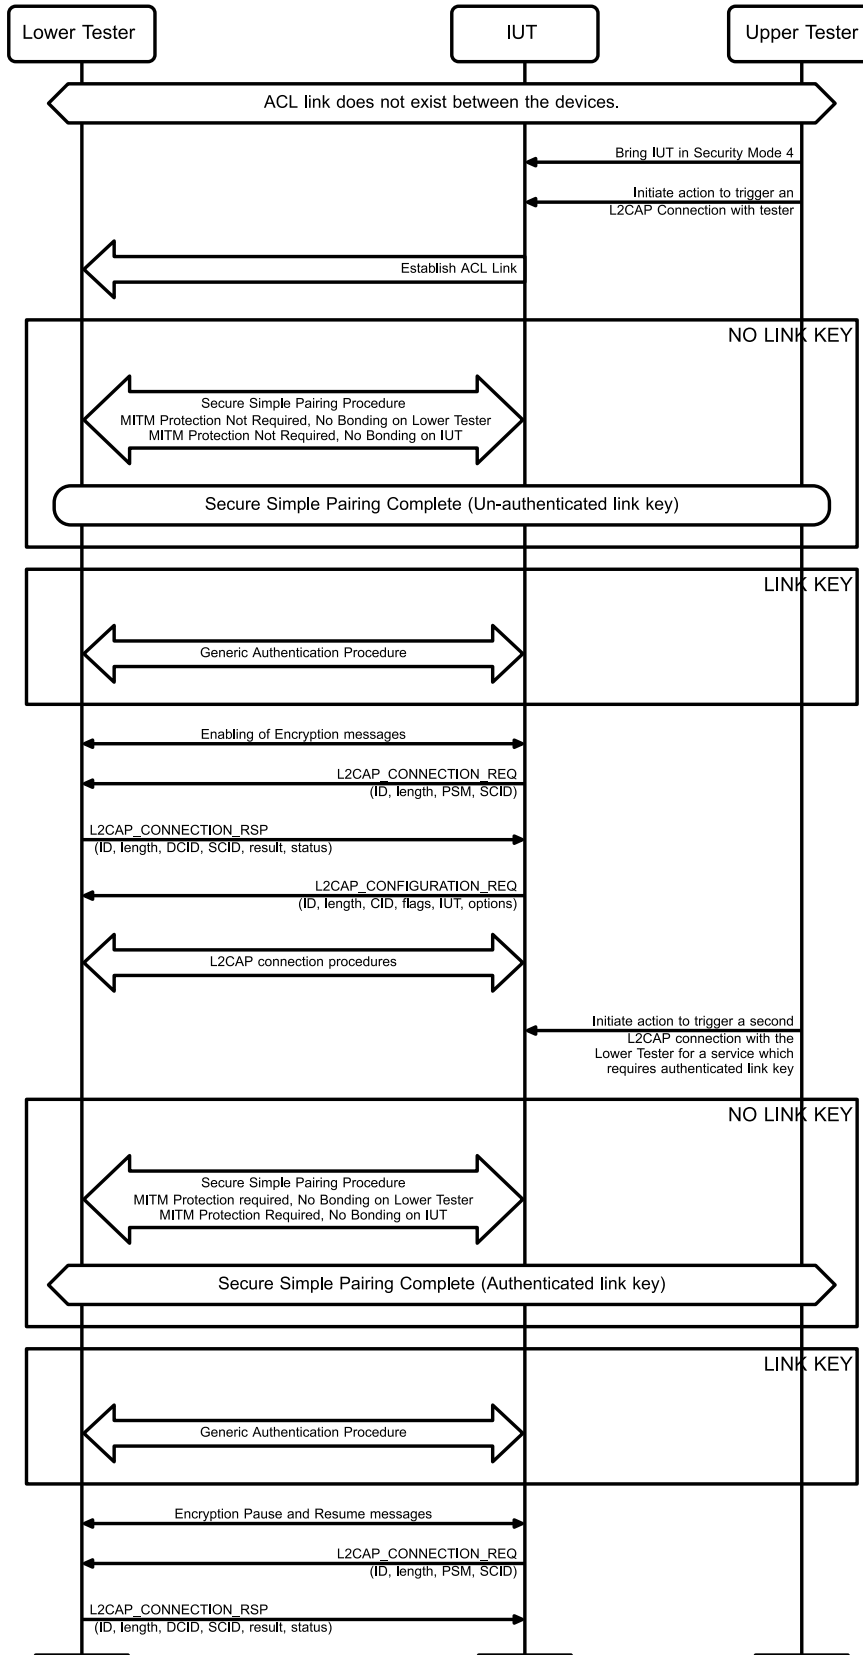 Lower Tester
IUT
Upper Tester
ACL link does not exist between the devices.
Bring IUT in Security Mode 4
Initiate action to trigger an
L2CAP Connection with tester
Establish ACL Link
NO LINK KEY
Secure Simple Pairing Procedure
MITM Protection Not Required, No Bonding on Lower Tester
MITM Protection Not Required, No Bonding on IUT
Secure Simple Pairing Complete (Un-authenticated link key)
LINK KEY
Generic Authentication Procedure
Enabling of Encryption messages
L2CAP_CONNECTION_REQ
(ID, length, PSM, SCID)
L2CAP_CONNECTION_RSP
(ID, length, DCID, SCID, result, status)
L2CAP_CONFIGURATION_REQ
(ID, length, CID, flags, IUT, options)
L2CAP connection procedures
Initiate action to trigger a second
L2CAP connection with the
Lower Tester for a service which
requires authenticated link key
NO LINK KEY
Secure Simple Pairing Procedure
MITM Protection required, No Bonding on Lower Tester
MITM Protection Required, No Bonding on IUT
Secure Simple Pairing Complete (Authenticated link key)
LINK KEY
Generic Authentication Procedure
Encryption Pause and Resume messages
L2CAP_CONNECTION_REQ
(ID, length, PSM, SCID)
L2CAP_CONNECTION_RSP
(ID, length, DCID, SCID, result, status)